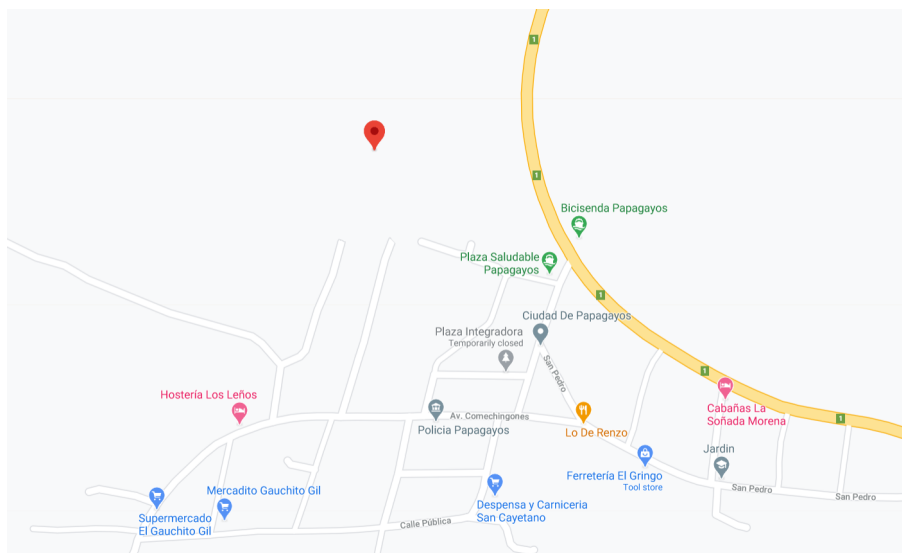 1
1
Bicisenda Papagayos
Plaza Saludable
Papagayos
1
Ciudad De Papagayos
Plaza Integradora
Temporarily closed
San Pedro
1
Hostería Los Leños
Cabañas La
Soñada Morena
Av. Comechingones
1
Policia Papagayos
Lo De Renzo
Jardin
Ferretería El Gringo
Tool store
San Pedro
San Pedro
Mercadito Gauchito Gil
Despensa y Carniceria
San Cayetano
Supermercado
El Gauchito Gil
Calle Pública